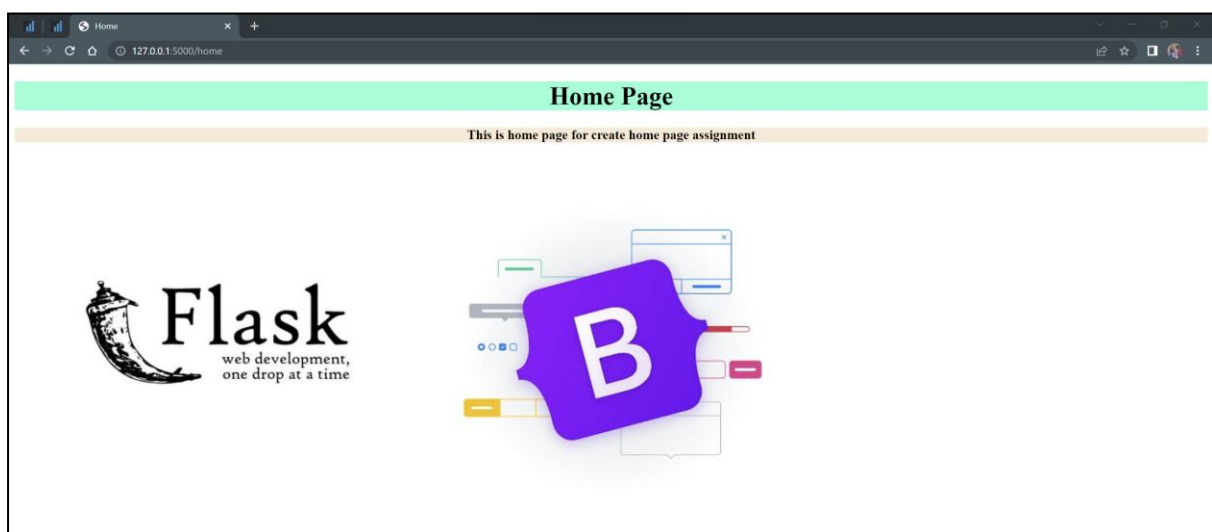 Home
127.0.0.1:5000/home
Home Page
This is home page for create home page assignment
Flask
web development,
one drop at a time
B